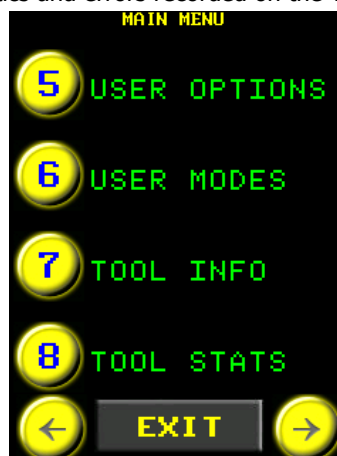 MAIN MENU
5 USER OPTIONS
6 USER MODES
7 TOOL INFO
8 TOOL STATS
← EXIT →